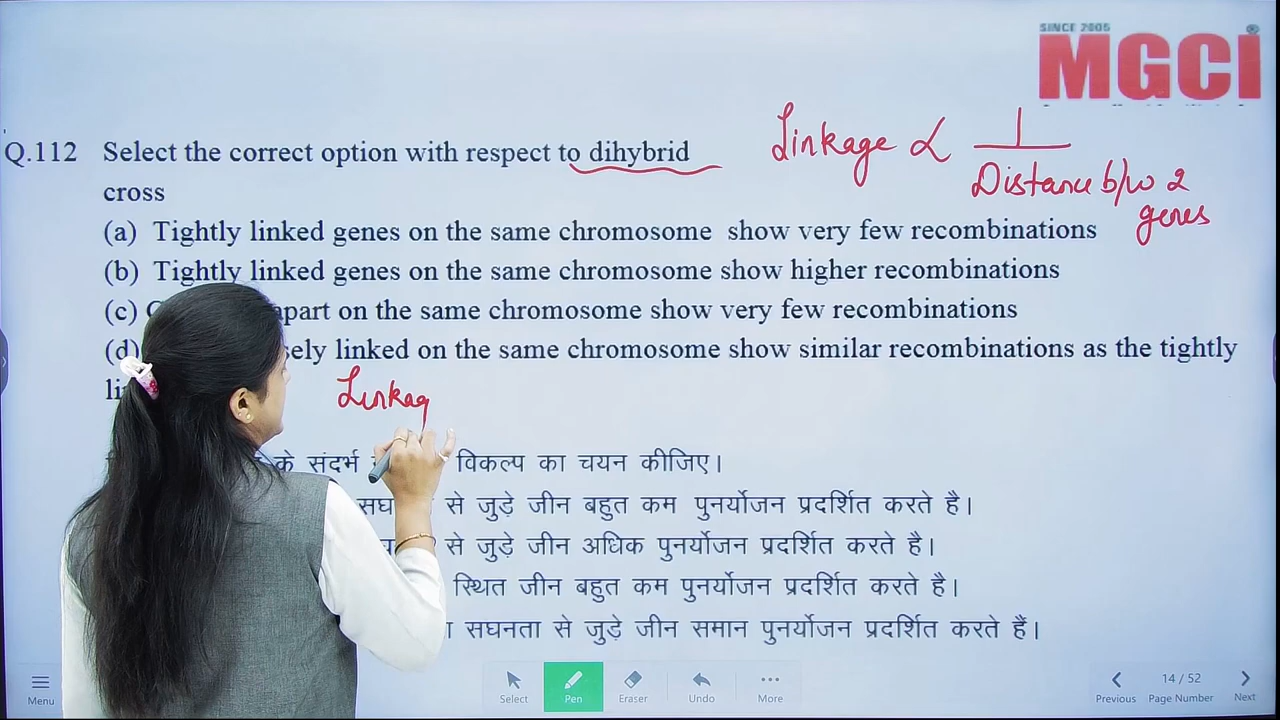 SINCE 2005
MGCI
Q.112 Select the correct option with respect to dihybrid
cross
Linkage ∝ 1
Distance b/w 2
genes
(a) Tightly linked genes on the same chromosome show very few recombinations
(b) Tightly linked genes on the same chromosome show higher recombinations
(c) apart on the same chromosome show very few recombinations
(d) linked on the same chromosome show similar recombinations as the tightly
Linkag
के संदर्भ विकल्प का चयन कीजिए।
से जुड़े जीन बहुत कम पुनर्योजन प्रदर्शित करते है।
से जुड़े जीन अधिक पुनर्योजन प्रदर्शित करते है।
स्थित जीन बहुत कम पुनर्योजन प्रदर्शित करते है।
सघनता से जुड़े जीन समान पुनर्योजन प्रदर्शित करते हैं।
Menu
Select
Pen
Eraser
Undo
More
Previous
14 / 52
Page Number
Next